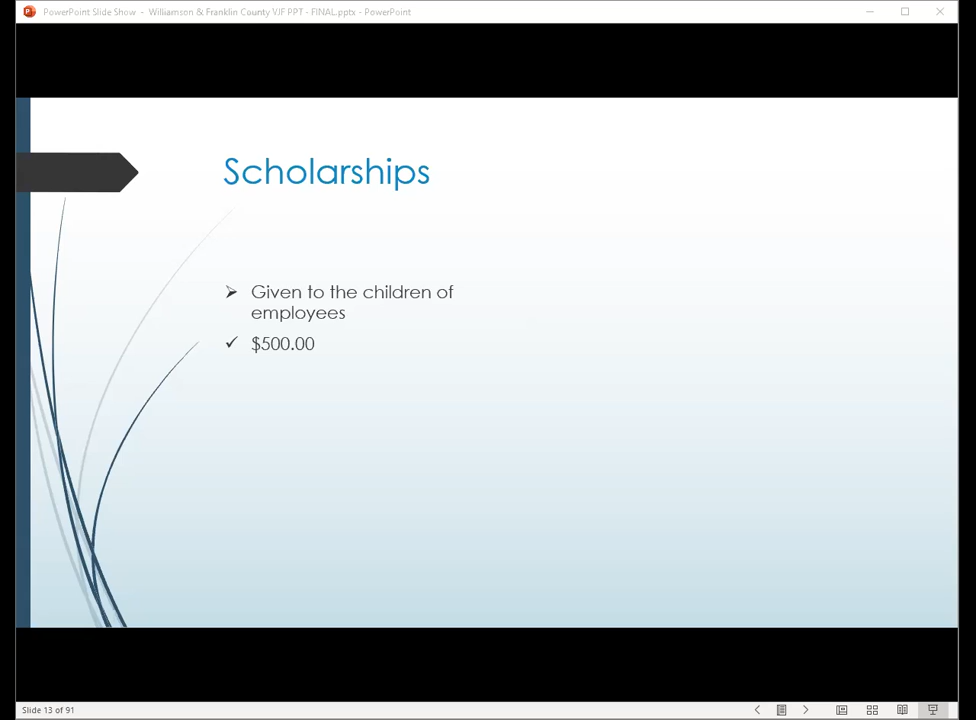 PowerPoint Slide Show - Williamson & Franklin County VJF PPT - FINAL.pptx - PowerPoint
Scholarships
Given to the children of
employees
$500.00
Slide 13 of 91